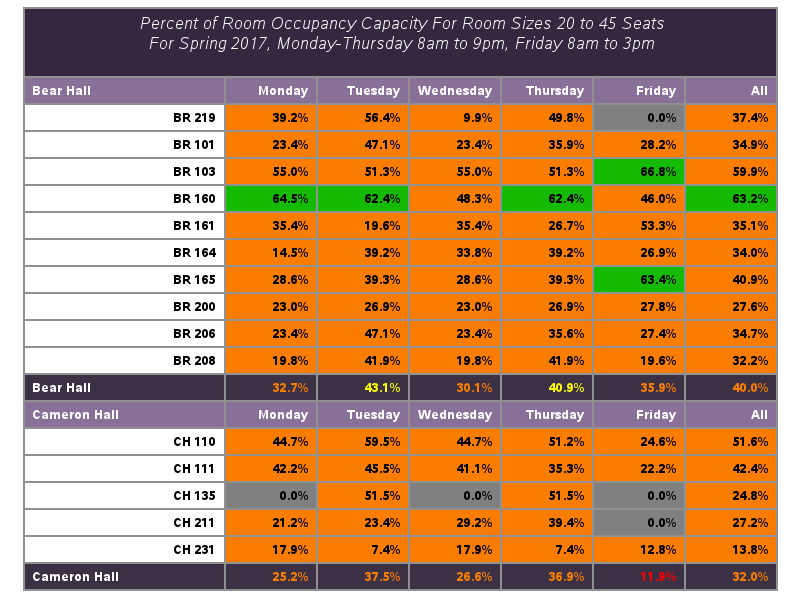 Percent of Room Occupancy Capacity For Room Sizes 20 to 45 Seats
For Spring 2017, Monday-Thursday 8am to 9pm, Friday 8am to 3pm
Bear Hall Monday Tuesday Wednesday Thursday Friday All
BR 219 39.2% 56.4% 9.9% 49.8% 0.0% 37.4%
BR 101 23.4% 47.1% 23.4% 35.9% 28.2% 34.9%
BR 103 55.0% 51.3% 55.0% 51.3% 66.8% 59.9%
BR 160 64.5% 62.4% 48.3% 62.4% 46.0% 63.2%
BR 161 35.4% 19.6% 35.4% 26.7% 53.3% 35.1%
BR 164 14.5% 39.2% 33.8% 39.2% 26.9% 34.0%
BR 165 28.6% 39.3% 28.6% 39.3% 63.4% 40.9%
BR 200 23.0% 26.9% 23.0% 26.9% 27.8% 27.6%
BR 206 23.4% 47.1% 23.4% 35.6% 27.4% 34.7%
BR 208 19.8% 41.9% 19.8% 41.9% 19.6% 32.2%
Bear Hall 32.7% 43.1% 30.1% 40.9% 35.9% 40.0%
Cameron Hall Monday Tuesday Wednesday Thursday Friday All
CH 110 44.7% 59.5% 44.7% 51.2% 24.6% 51.6%
CH 111 42.2% 45.5% 41.1% 35.3% 22.2% 42.4%
CH 135 0.0% 51.5% 0.0% 51.5% 0.0% 24.8%
CH 211 21.2% 23.4% 29.2% 39.4% 0.0% 27.2%
CH 231 17.9% 7.4% 17.9% 7.4% 12.8% 13.8%
Cameron Hall 25.2% 37.5% 26.6% 36.9% 11.9% 32.0%